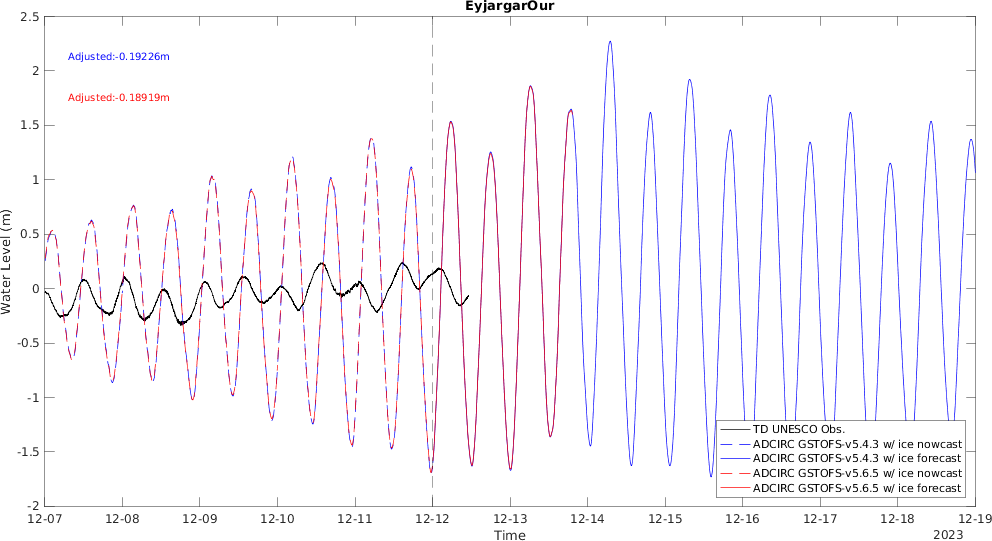 EyjargarOur
2.5
Adjusted:-0.19226m
2
Adjusted:-0.18919m
1.5
1
0.5
0
-0.5
-1
-1.5
-2
Water Level (m)
TD UNESCO Obs.
ADCIRC GSTOFS-v5.4.3 w/ ice nowcast
ADCIRC GSTOFS-v5.4.3 w/ ice forecast
ADCIRC GSTOFS-v5.6.5 w/ ice nowcast
ADCIRC GSTOFS-v5.6.5 w/ ice forecast
12-07 12-08 12-09 12-10 12-11 12-12 12-13 12-14 12-15 12-16 12-17 12-18 12-19
Time
2023